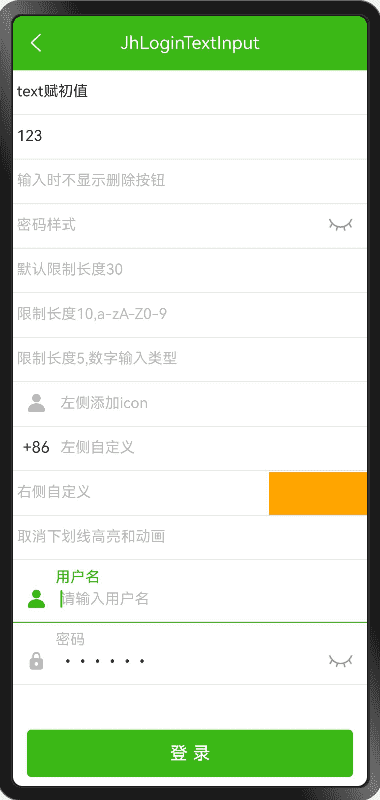 JhLoginTextInput
text赋初值
123
输入时不显示删除按钮
密码样式
默认限制长度30
限制长度10,a-zA-Z0-9
限制长度5,数字输入类型
左侧添加icon
+86 左侧自定义
右侧自定义
取消下划线高亮和动画
用户名
请输入用户名
密码
••••••
登 录